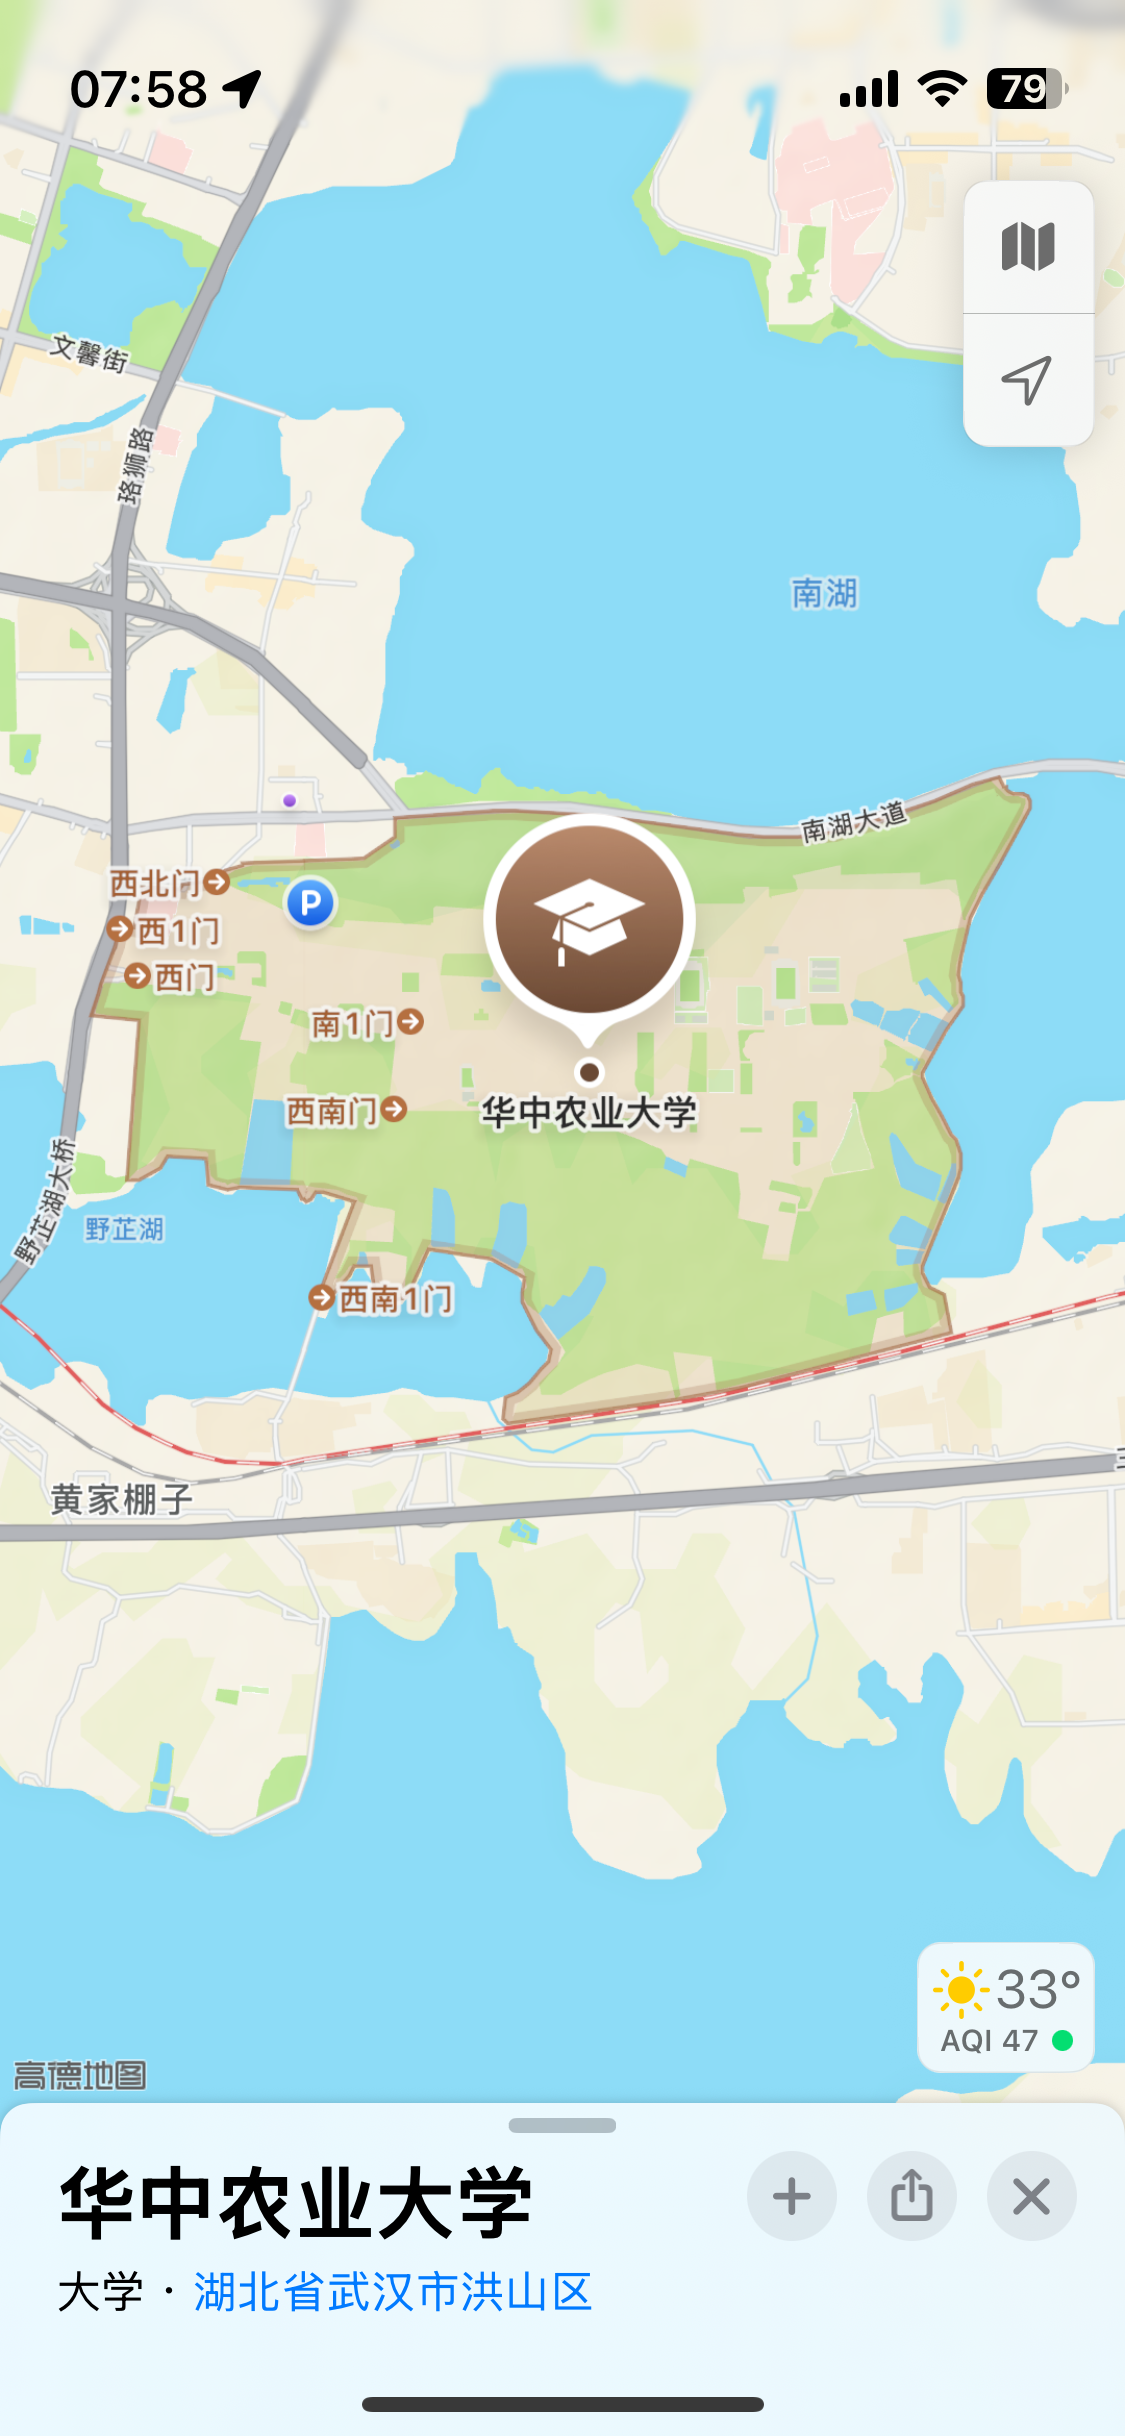 07:58
79
文馨街
珞狮路
南湖
南湖大道
西北门
P
西1门
西门
南1门
西南门
华中农业大学
野芷湖大桥
野芷湖
西南1门
黄家棚子
33°
AQI 47
高德地图
华中农业大学
大学 · 湖北省武汉市洪山区